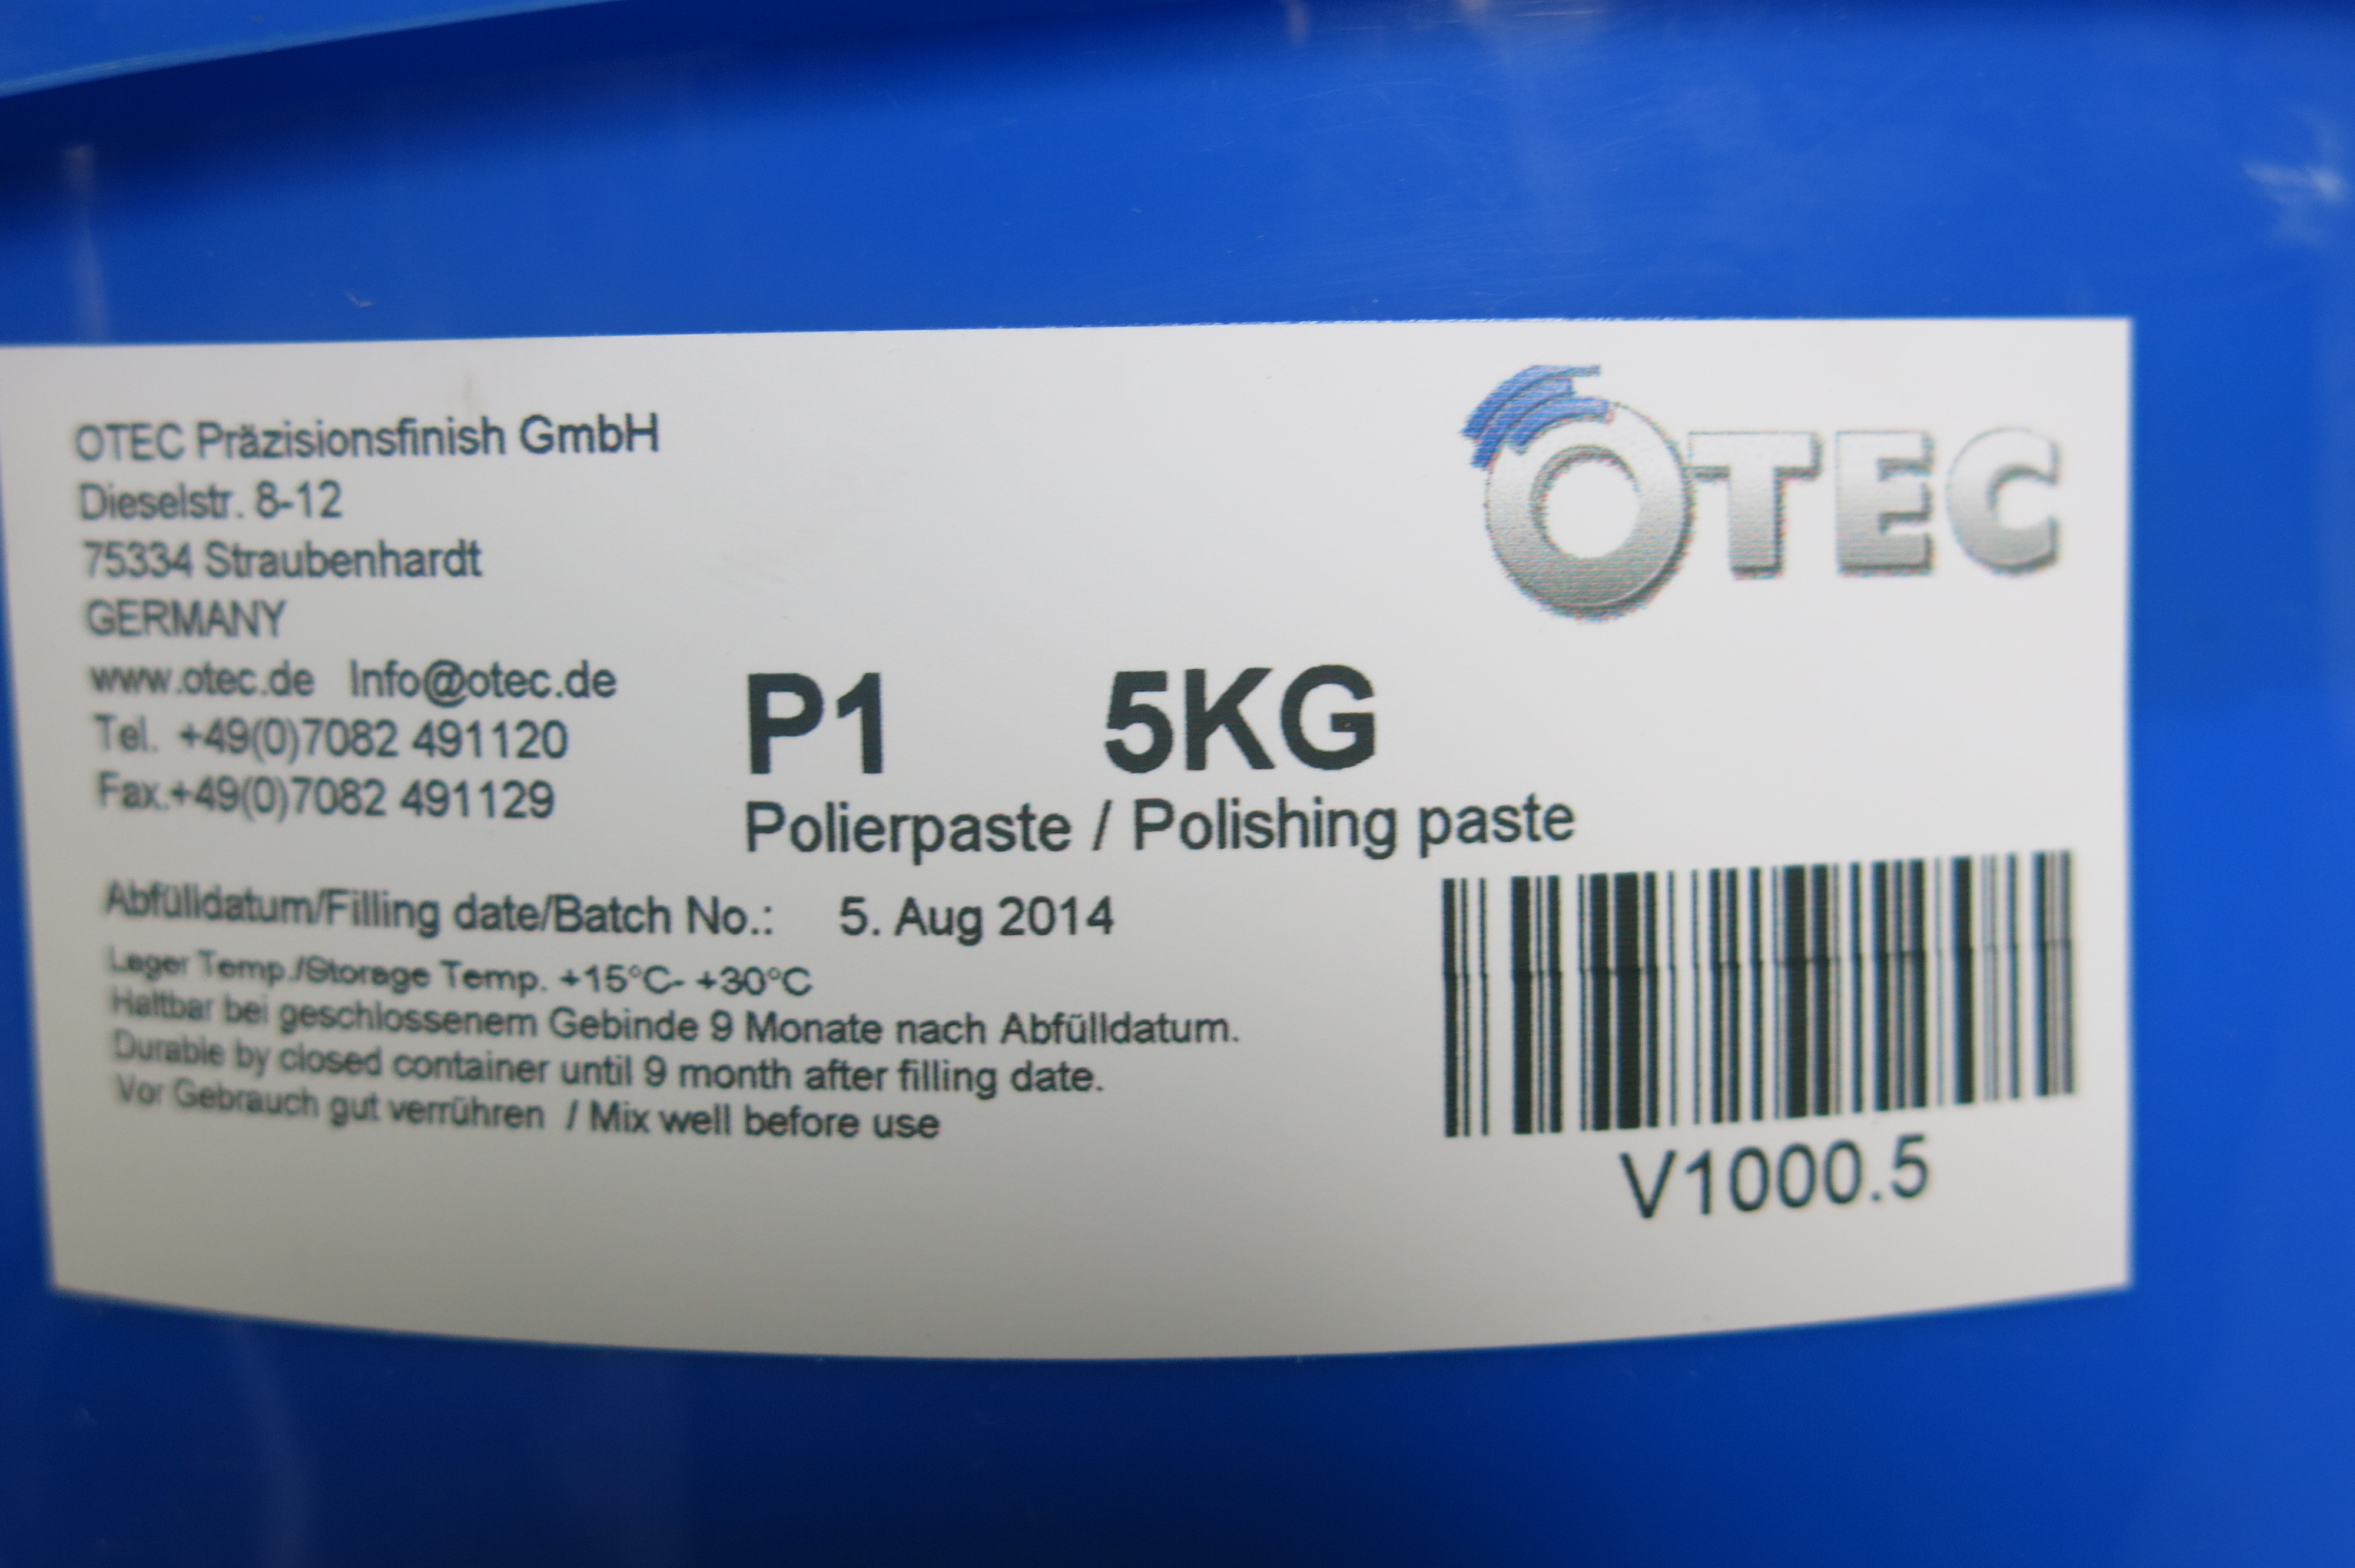 OTEC Präzisionsfinish GmbH
Dieselstr. 8-12
75334 Straubenhardt
GERMANY
www.otec.de Info@otec.de
Tel. +49(0)7082 491120
Fax.+49(0)7082 491129
OTEC
P1 5KG
Polierpaste / Polishing paste
Abfülldatum/Filling date/Batch No.: 5. Aug 2014
Lager Temp./Storage Temp. +15°C- +30°C
Haltbar bei geschlossenem Gebinde 9 Monate nach Abfülldatum.
Durable by closed container until 9 month after filling date.
Vor Gebrauch gut verrühren / Mix well before use
V1000.5